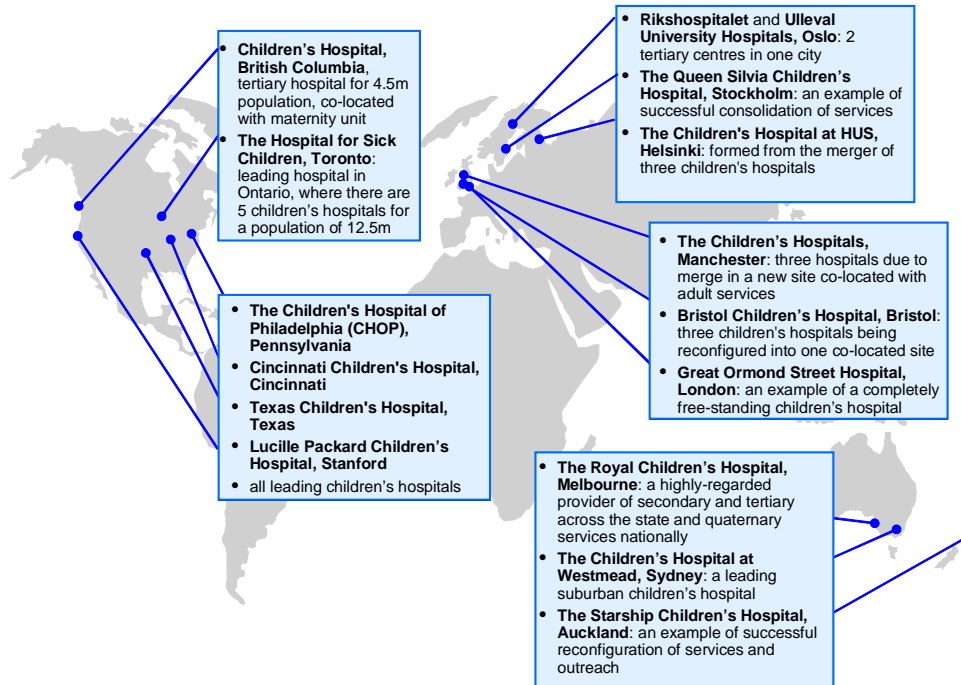 • Children’s Hospital,
British Columbia,
tertiary hospital for 4.5m
population, co-located
with maternity unit
• The Hospital for Sick
Children, Toronto:
leading hospital in
Ontario, where there are
5 children’s hospitals for
a population of 12.5m
• Rikshospitalet and Ulleval
University Hospitals, Oslo: 2
tertiary centres in one city
• The Queen Silvia Children’s
Hospital, Stockholm: an example of
successful consolidation of services
• The Children's Hospital at HUS,
Helsinki: formed from the merger of
three children's hospitals
• The Children’s Hospitals,
Manchester: three hospitals due to
merge in a new site co-located with
adult services
• Bristol Children’s Hospital, Bristol:
three children's hospitals being
reconfigured into one co-located site
• Great Ormond Street Hospital,
London: an example of a completely
free-standing children’s hospital
• The Children's Hospital of
Philadelphia (CHOP),
Pennsylvania
• Cincinnati Children's Hospital,
Cincinnati
• Texas Children's Hospital,
Texas
• Lucille Packard Children’s
Hospital, Stanford
• all leading children’s hospitals
• The Royal Children’s Hospital,
Melbourne: a highly-regarded
provider of secondary and tertiary
across the state and quaternary
services nationally
• The Children’s Hospital at
Westmead, Sydney: a leading
suburban children’s hospital
• The Starship Children’s Hospital,
Auckland: an example of successful
reconfiguration of services and
outreach